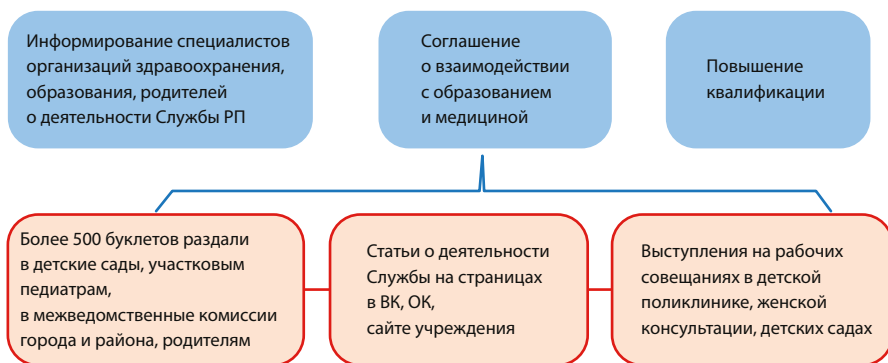 Информирование специалистов
организаций здравоохранения,
образования, родителей
о деятельности Службы РП
Соглашение
о взаимодействии
с образованием
и медициной
Повышение
квалификации
Более 500 буклетов раздали
в детские сады, участковым
педиатрам,
в межведомственные комиссии
города и района, родителям
Статьи о деятельности
Службы на страницах
в ВК, ОК,
сайте учреждения
Выступления на рабочих
совещаниях в детской
поликлинике, женской
консультации, детских садах